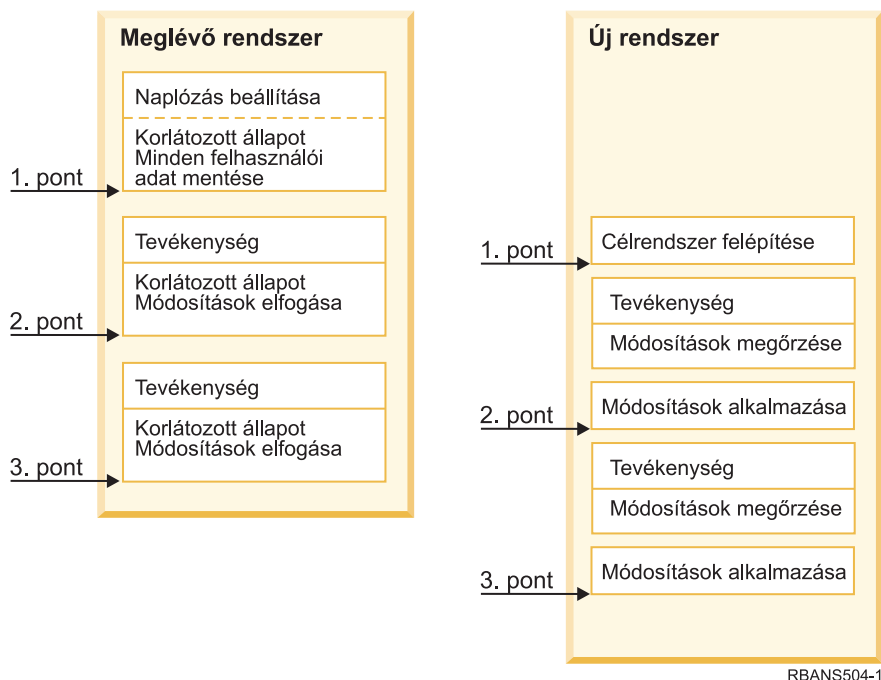 Meglévő rendszer
Naplózás beállítása
Korlátozott állapot
Minden felhasználói
adat mentése
1. pont
Tevékenység
Korlátozott állapot
Módosítások elfogása
2. pont
Tevékenység
Korlátozott állapot
Módosítások elfogása
3. pont
Új rendszer
Célrendszer felépítése
1. pont
Tevékenység
Módosítások megőrzése
Módosítások alkalmazása
2. pont
Tevékenység
Módosítások megőrzése
Módosítások alkalmazása
3. pont
RBANS504-1